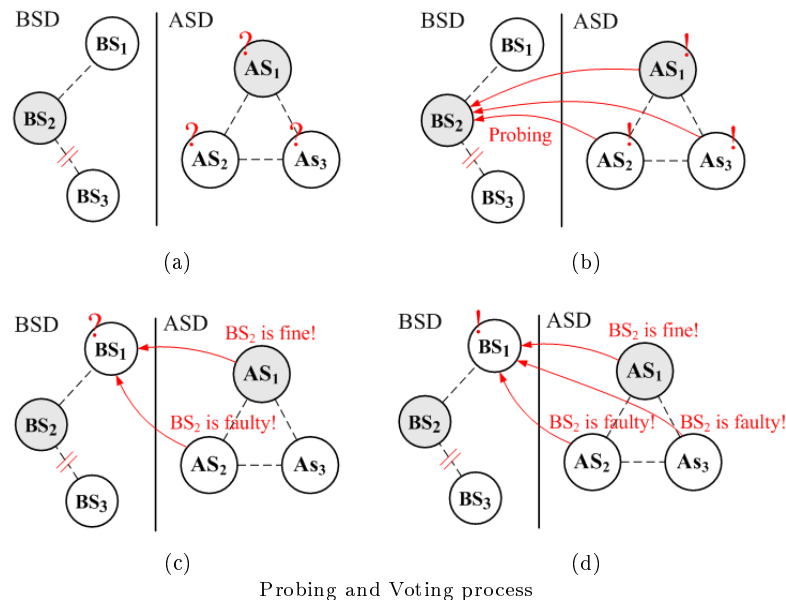 BSD
ASD
?
BS1
AS1
BS2
?
?
AS2
As3
BS3
(a)
BSD
ASD
!
BS1
AS1
BS2
Probing
!
!
AS2
As3
BS3
(b)
BSD
ASD
?
BS2 is fine!
BS1
AS1
BS2
BS2 is faulty!
AS2
As3
BS3
(c)
BSD
ASD
!
BS2 is fine!
BS1
AS1
BS2
BS2 is faulty!
BS2 is faulty!
AS2
As3
BS3
(d)
Probing and Voting process